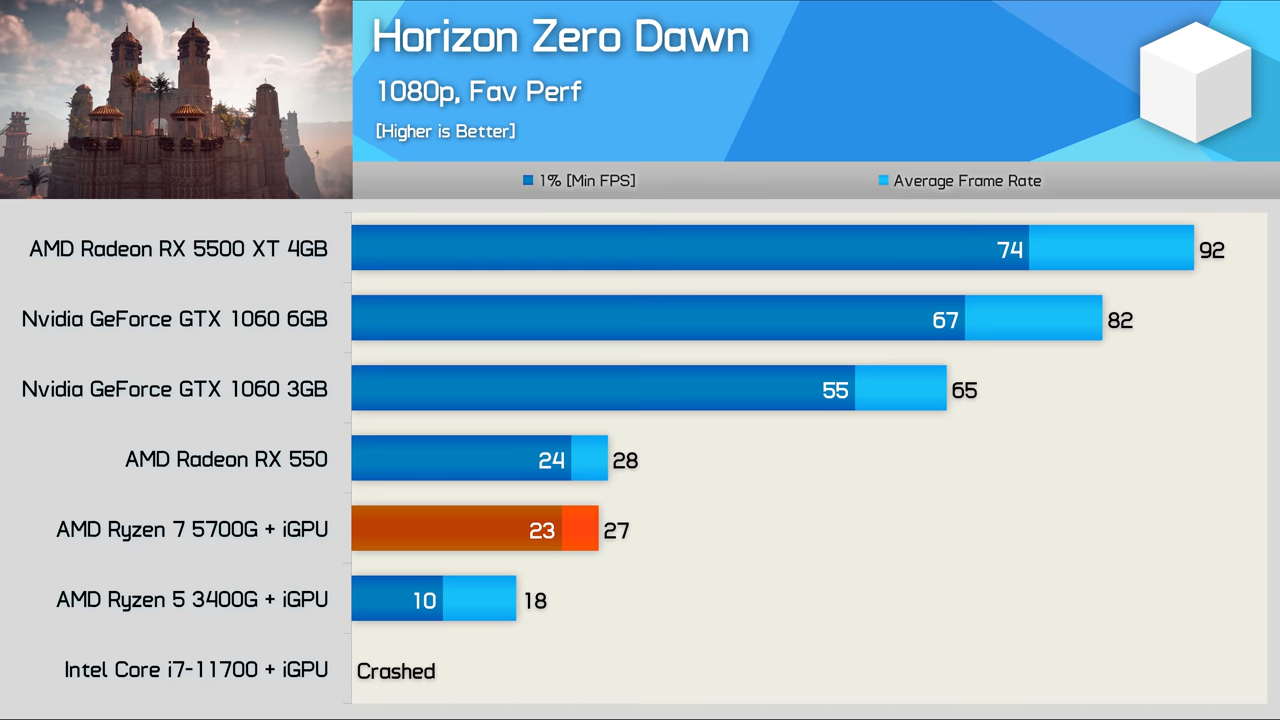 Horizon Zero Dawn
1080p, Fav Perf
[Higher is Better]
1% [Min FPS] Average Frame Rate
AMD Radeon RX 5500 XT 4GB 74 92
Nvidia GeForce GTX 1060 6GB 67 82
Nvidia GeForce GTX 1060 3GB 55 65
AMD Radeon RX 550 24 28
AMD Ryzen 7 5700G + iGPU 23 27
AMD Ryzen 5 3400G + iGPU 10 18
Intel Core i7-11700 + iGPU Crashed